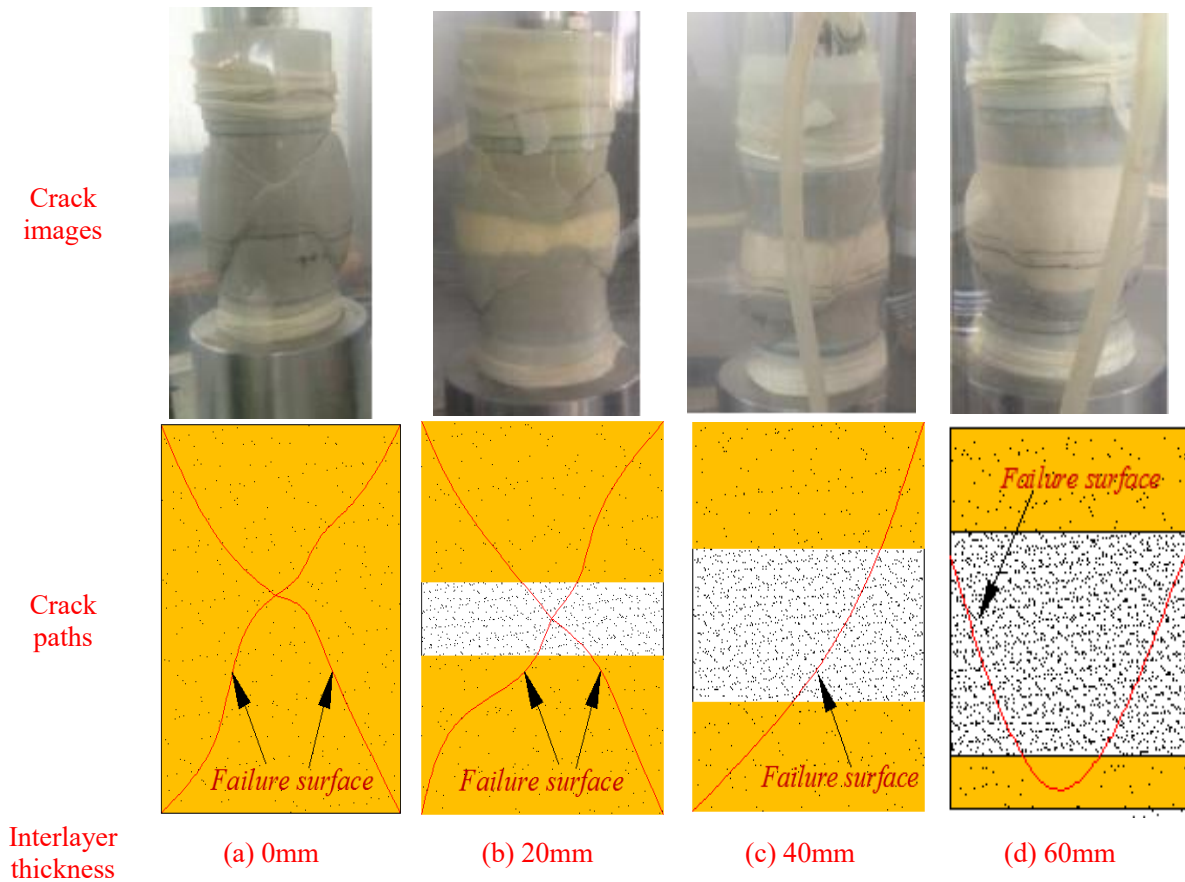 Crack
images
Crack
paths
Failure surface
Failure surface
Failure surface
Failure surface
Interlayer
thickness
(a) 0mm
(b) 20mm
(c) 40mm
(d) 60mm